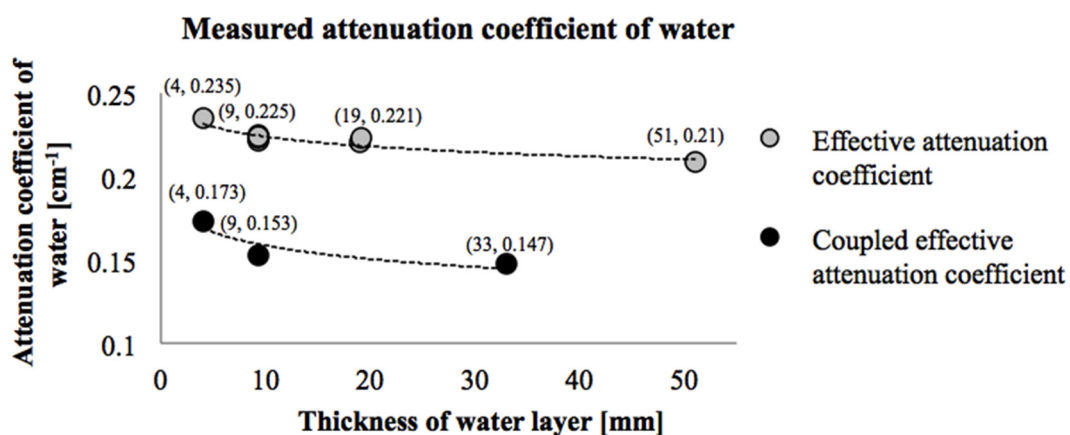 Measured attenuation coefficient of water
Attenuation coefficient of
water [cm⁻¹]
0.25
0.2
0.15
0.1
(4, 0.235)
(9, 0.225)
(19, 0.221)
(51, 0.21)
(4, 0.173)
(9, 0.153)
(33, 0.147)
0 10 20 30 40 50
Thickness of water layer [mm]
Effective attenuation
coefficient
Coupled effective
attenuation coefficient